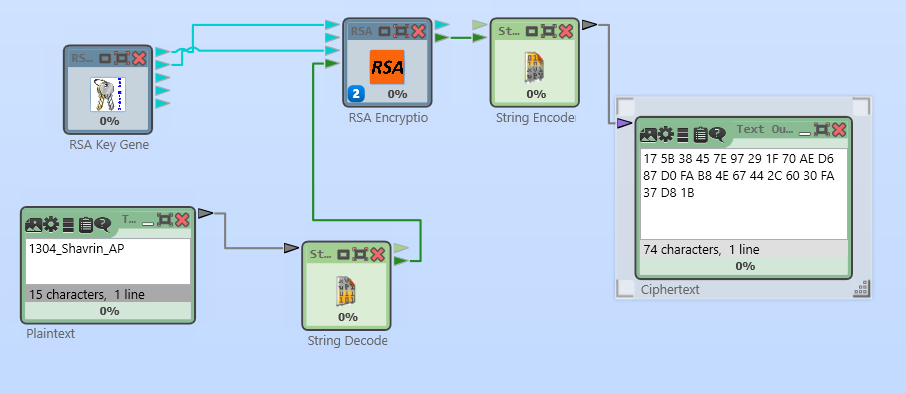 RS...
0%
RSA Key Gene
RSA
RSA
2
0%
RSA Encryptio
St...
0%
String Encode
Text Ou...
17 5B 38 45 7E 97 29 1F 70 AE D6
87 D0 FA B8 4E 67 44 2C 60 30 FA
37 D8 1B
74 characters,  1 line
0%
Ciphertext
T...
1304_Shavrin_AP
15 characters,  1 line
0%
Plaintext
St...
0%
String Decode